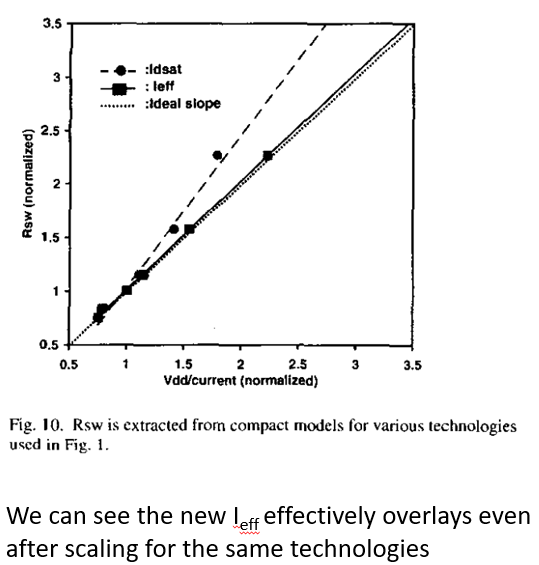 3.5
3
2.5
2
1.5
1
0.5
Rsw (normalized)
:Idsat
: Ieff
:Ideal slope
0.5 1 1.5 2 2.5 3 3.5
Vdd/current (normalized)
Fig. 10. Rsw is extracted from compact models for various technologies
used in Fig. 1.
We can see the new Ieff effectively overlays even
after scaling for the same technologies